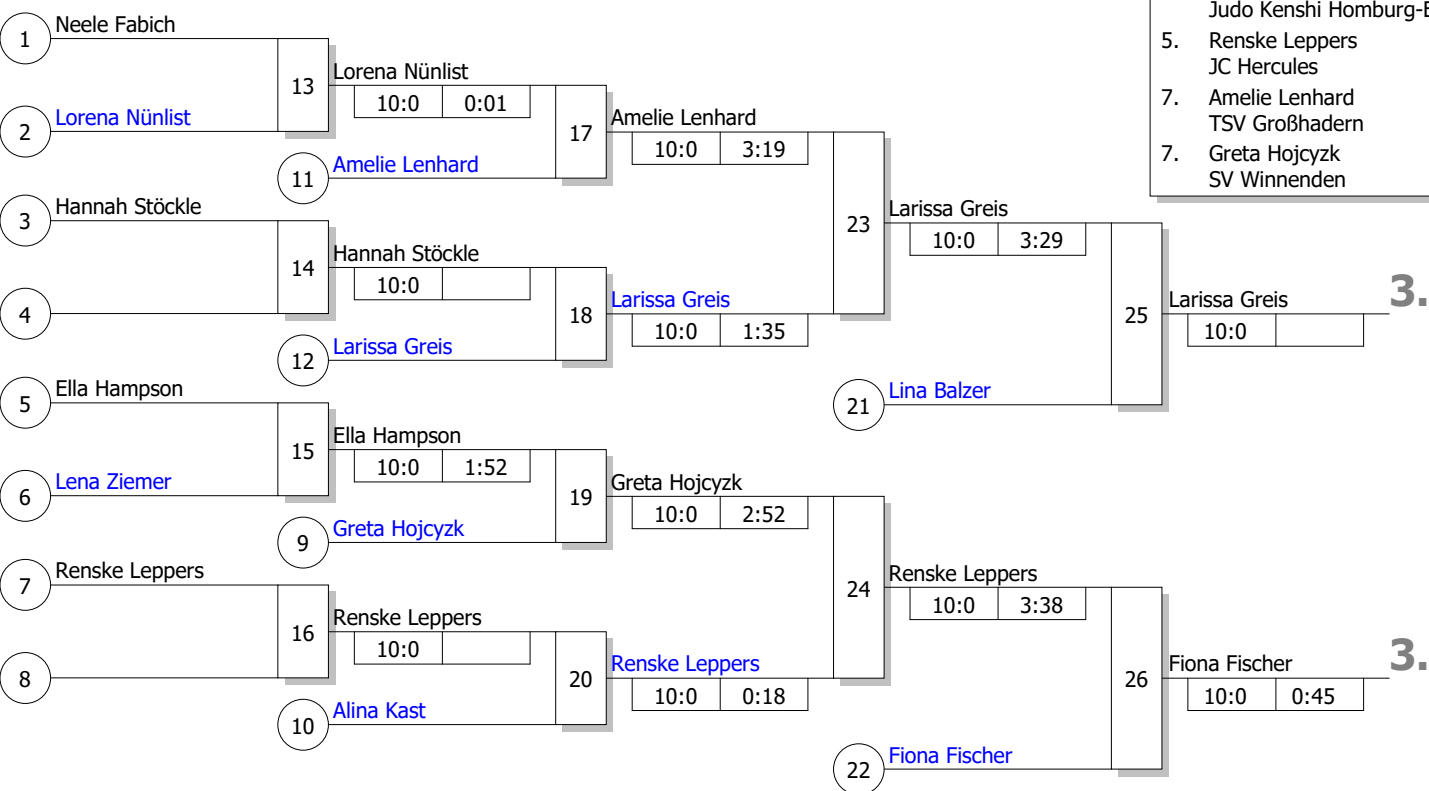 Judo Kenshi Homburg-E
5. Renske Leppers
JC Hercules
7. Amelie Lenhard
TSV Großhadern
7. Greta Hojcyzk
SV Winnenden
1 Neele Fabich
13 Lorena Nünlist
10:0 0:01
2 Lorena Nünlist
17 Amelie Lenhard
10:0 3:19
11 Amelie Lenhard
3 Hannah Stöckle
23 Larissa Greis
10:0 3:29
14 Hannah Stöckle
10:0
4
18 Larissa Greis
10:0 1:35
12 Larissa Greis
25 Larissa Greis 3.
10:0
5 Ella Hampson
21 Lina Balzer
15 Ella Hampson
10:0 1:52
6 Lena Ziemer
19 Greta Hojcyzk
10:0 2:52
9 Greta Hojcyzk
7 Renske Leppers
24 Renske Leppers
10:0 3:38
16 Renske Leppers
10:0
8
20 Renske Leppers
10:0 0:18
10 Alina Kast
26 Fiona Fischer 3.
10:0 0:45
22 Fiona Fischer